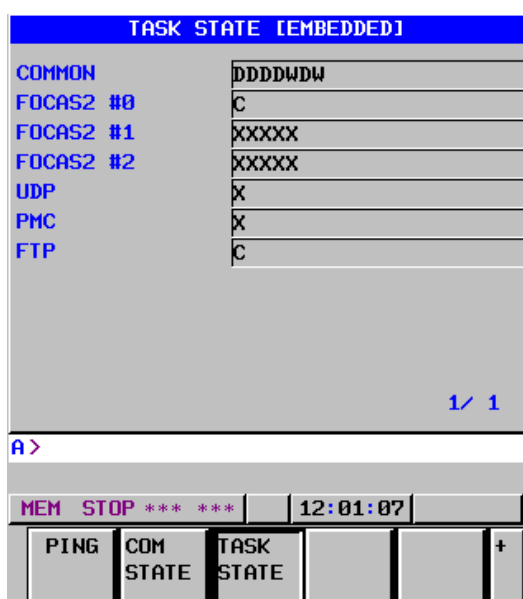 TASK STATE [EMBEDDED]
COMMON DDDDWDW
FOCAS2 #0 C
FOCAS2 #1 XXXXX
FOCAS2 #2 XXXXX
UDP X
PMC X
FTP C
1/ 1
A>
MEM STOP *** *** 12:01:07
PING COM STATE TASK STATE +